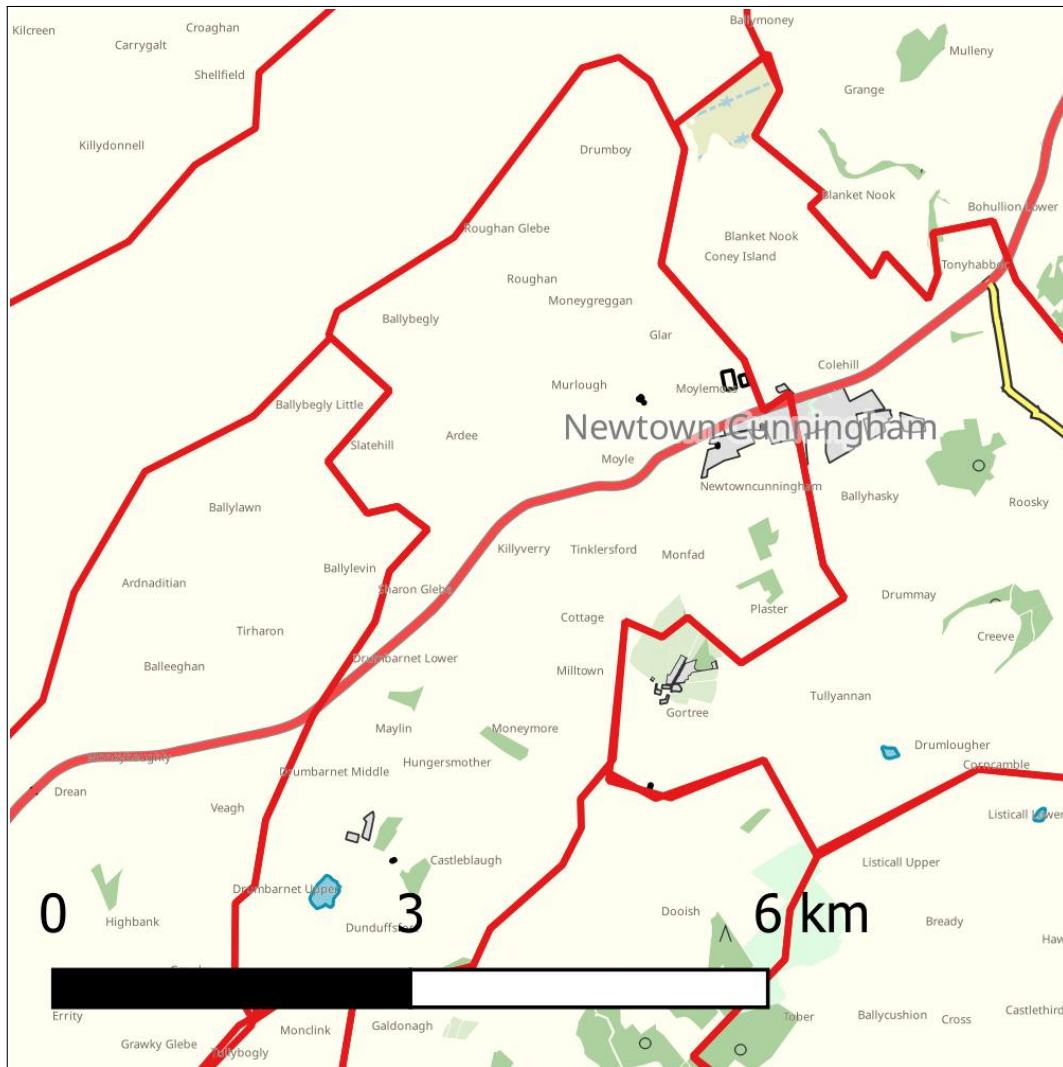 Kilcreen
Croaghan
Ballymoney
Carrygalt
Mulleny
Shellfield
Grange
Killydonnell
Drumboy
Blanket Nook
Bohullion Lower
Roughan Glebe
Blanket Nook
Coney Island
Tonyhabboc
Roughan
Moneygreggan
Ballybegly
Glar
Colehill
Murlough
Moylemoss
Ballybegly Little
Newtown Cunningham
Ardee
Slatehill
Moyle
Newtowncunningham
Ballyhasky
Roosky
Ballylawn
Killyverry
Tinklersford
Monfad
Ballylevin
Ardnaditian
Sharon Glebe
Drummay
Plaster
Cottage
Tirharon
Creeve
Drumbarnet Lower
Balleeghan
Milltown
Tullyannan
Gortree
Maylin
Moneymore
Drumlougher
Hungersmother
Corncamble
Drumbarnet Middle
Drean
Veagh
Listicall Lower
Castleblaugh
Listicall Upper
Drumbarnet Upper
0 3 6 km
Dooish
Highbank
Bready
Errity
Tober
Ballycushion
Cross
Castlethird
Monclink
Galdonagh
Grawky Glebe
Tullybogly